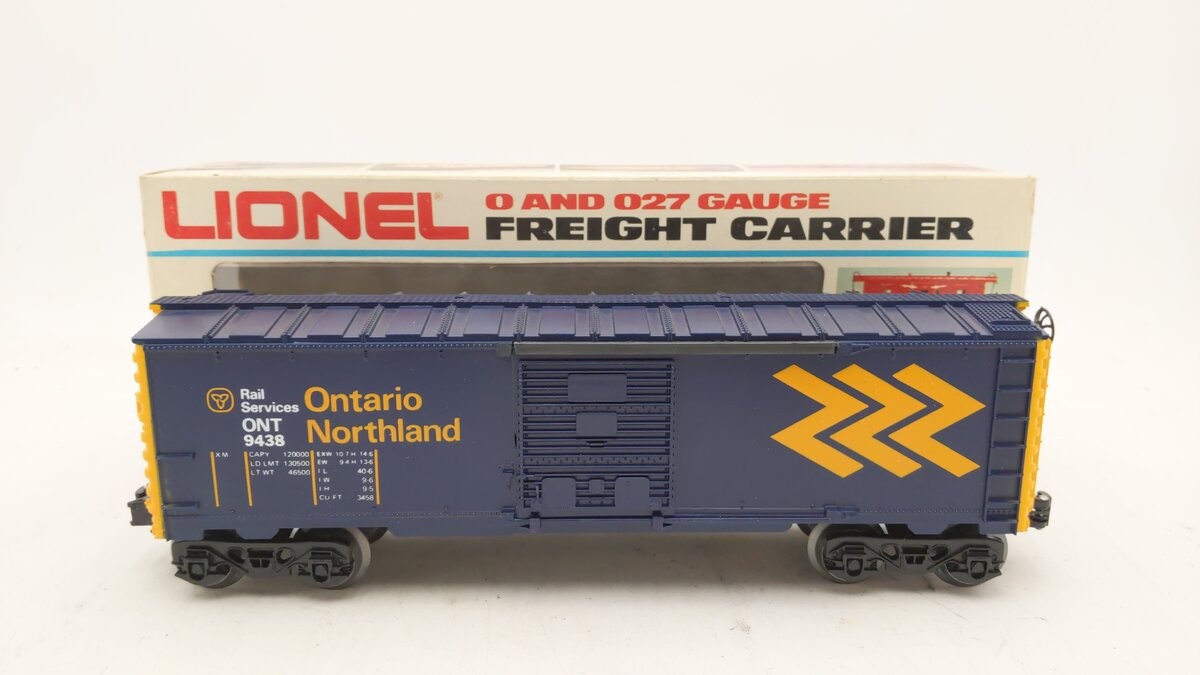 LIONEL
O AND 027 GAUGE
FREIGHT CARRIER
Rail
Services
Ontario
Northland
ONT
9438
XM
CAPY 120000
LD LMT 130500
LT WT 46500
EXW 10-7 H 14-6
EW 9-4 H 13-6
IL 40-6
IW 9-6
IH 9-5
CU FT 3458